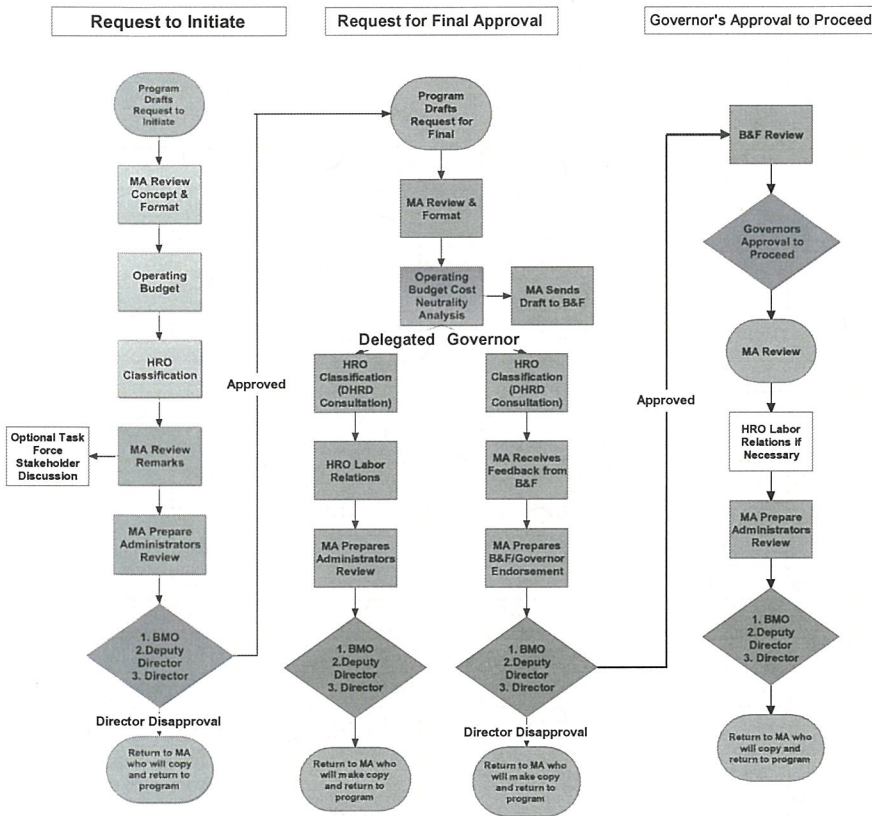 Request to Initiate
Request for Final Approval
Governor's Approval to Proceed
Program
Drafts
Request to
Initiate
MA Review
Concept &
Format
Operating
Budget
HRO
Classification
Optional Task
Force
Stakeholder
Discussion
MA Review
Remarks
MA Prepare
Administrators
Review
1. BMO
2.Deputy
Director
3. Director
Director Disapproval
Return to MA
who will copy
and return to
program
Approved
Program
Drafts
Request for
Final
MA Review &
Format
Operating
Budget Cost
Neutrality
Analysis
MA Sends
Draft to B&F
Delegated
HRO
Classification
(DHRD
Consultation)
HRO Labor
Relations
MA Prepares
Administrators
Review
1. BMO
2.Deputy
Director
3. Director
Return to MA who
will make copy
and return to
program
Governor
HRO
Classification
(DHRD
Consultation)
MA Receives
Feedback from
B&F
MA Prepares
B&F/Governor
Endorsement
1. BMO
2.Deputy
Director
3. Director
Director Disapproval
Return to MA who
will make copy
and return to
program
Approved
B&F Review
Governors
Approval to
Proceed
MA Review
HRO Labor
Relations if
Necessary
MA Prepare
Administrators
Review
1. BMO
2.Deputy
Director
3. Director
Return to MA who
will copy and
return to program